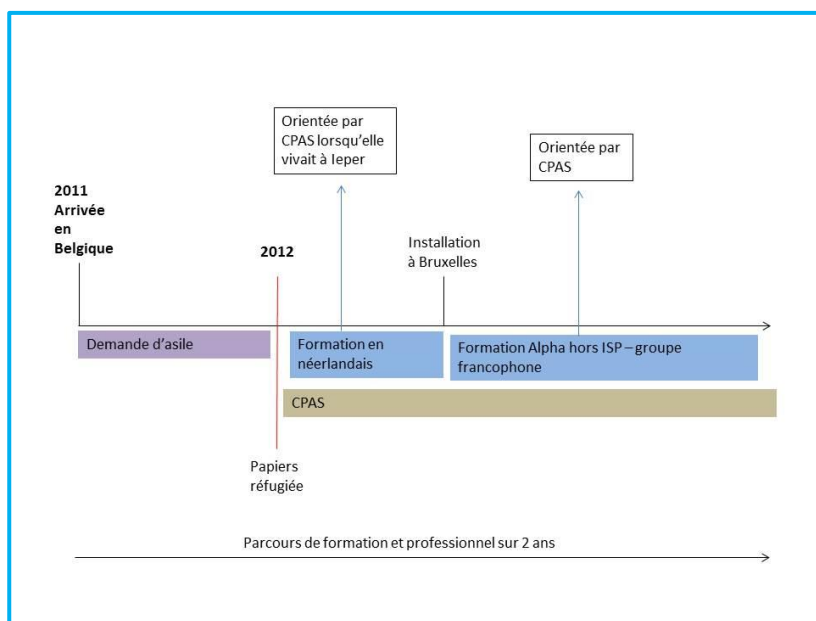 Orientée par
CPAS lorsqu'elle
vivait à Ieper
Orientée par
CPAS
2011
Arrivée
en
Belgique
2012
Installation
à Bruxelles
Demande d'asile
Formation en
néerlandais
Formation Alpha hors ISP – groupe
francophone
CPAS
Papiers
réfugiée
Parcours de formation et professionnel sur 2 ans